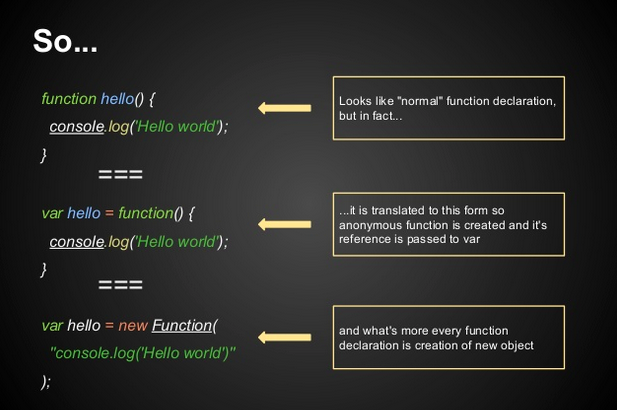 So...
function hello() {
console.log('Hello world');
}
===
var hello = function() {
console.log('Hello world');
}
===
var hello = new Function(
"console.log('Hello world')"
);
Looks like "normal" function declaration,
but in fact...
...it is translated to this form so
anonymous function is created and it's
reference is passed to var
and what's more every function
declaration is creation of new object